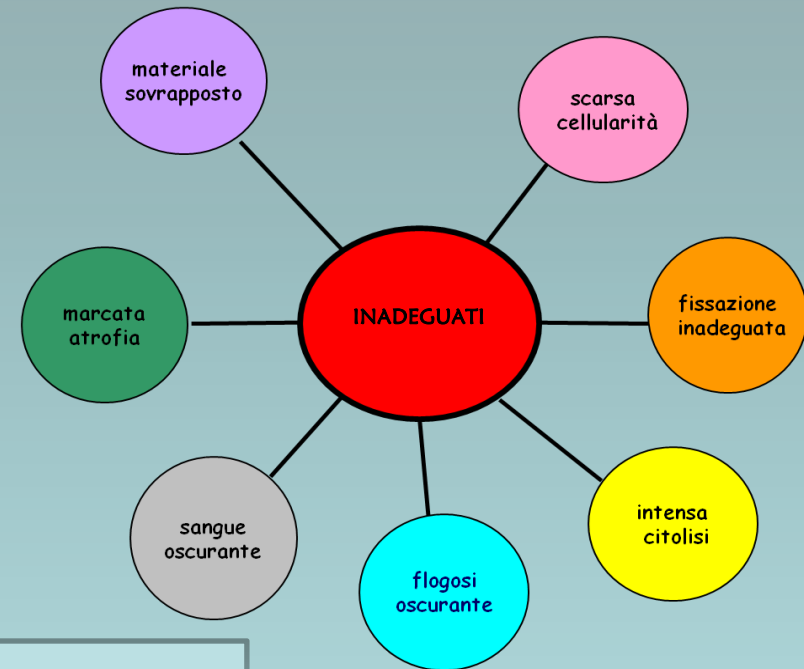 materiale
sovrapposto
scarsa
cellularità
marcata
atrofia
INADEGUATI
fissazione
inadeguata
sangue
oscurante
flogosi
oscurante
intensa
citolisi